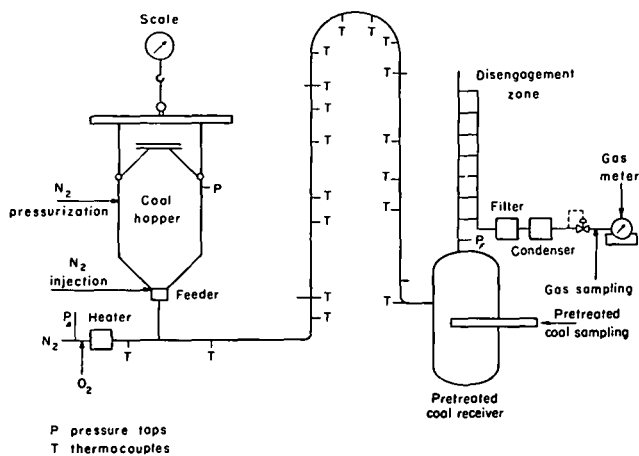 Scale
T T
T
T
Disengagement
zone
T
T
T
T
Gas
meter
N2
pressurization
P
Coal
hopper
T
T
T
T
T
Filter
P
Condenser
N2
injection
Feeder
Gas sampling
T
T
T
P
Heater
N2
T
T
O2
Pretreated
coal sampling
Pretreated
coal receiver
P pressure taps
T thermocouples